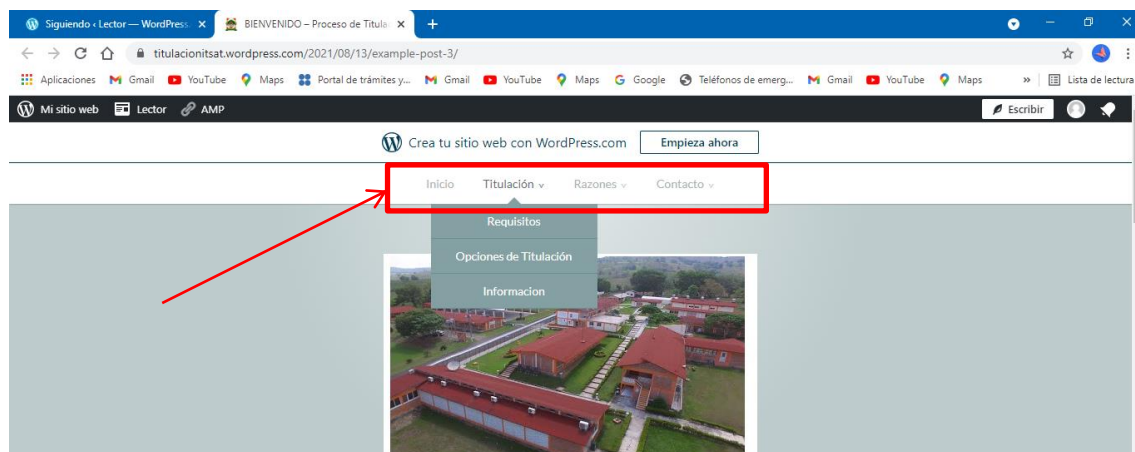 Siguiendo ‹ Lector — WordPress
BIENVENIDO – Proceso de Titula
titulacionitsat.wordpress.com/2021/08/13/example-post-3/
Aplicaciones Gmail YouTube Maps Portal de trámites y... Gmail YouTube Maps Google Teléfonos de emerg... Gmail YouTube Maps » Lista de lectura
Mi sitio web Lector AMP Escribir
Crea tu sitio web con WordPress.com Empieza ahora
Inicio Titulación Razones Contacto
Requisitos
Opciones de Titulación
Informacion